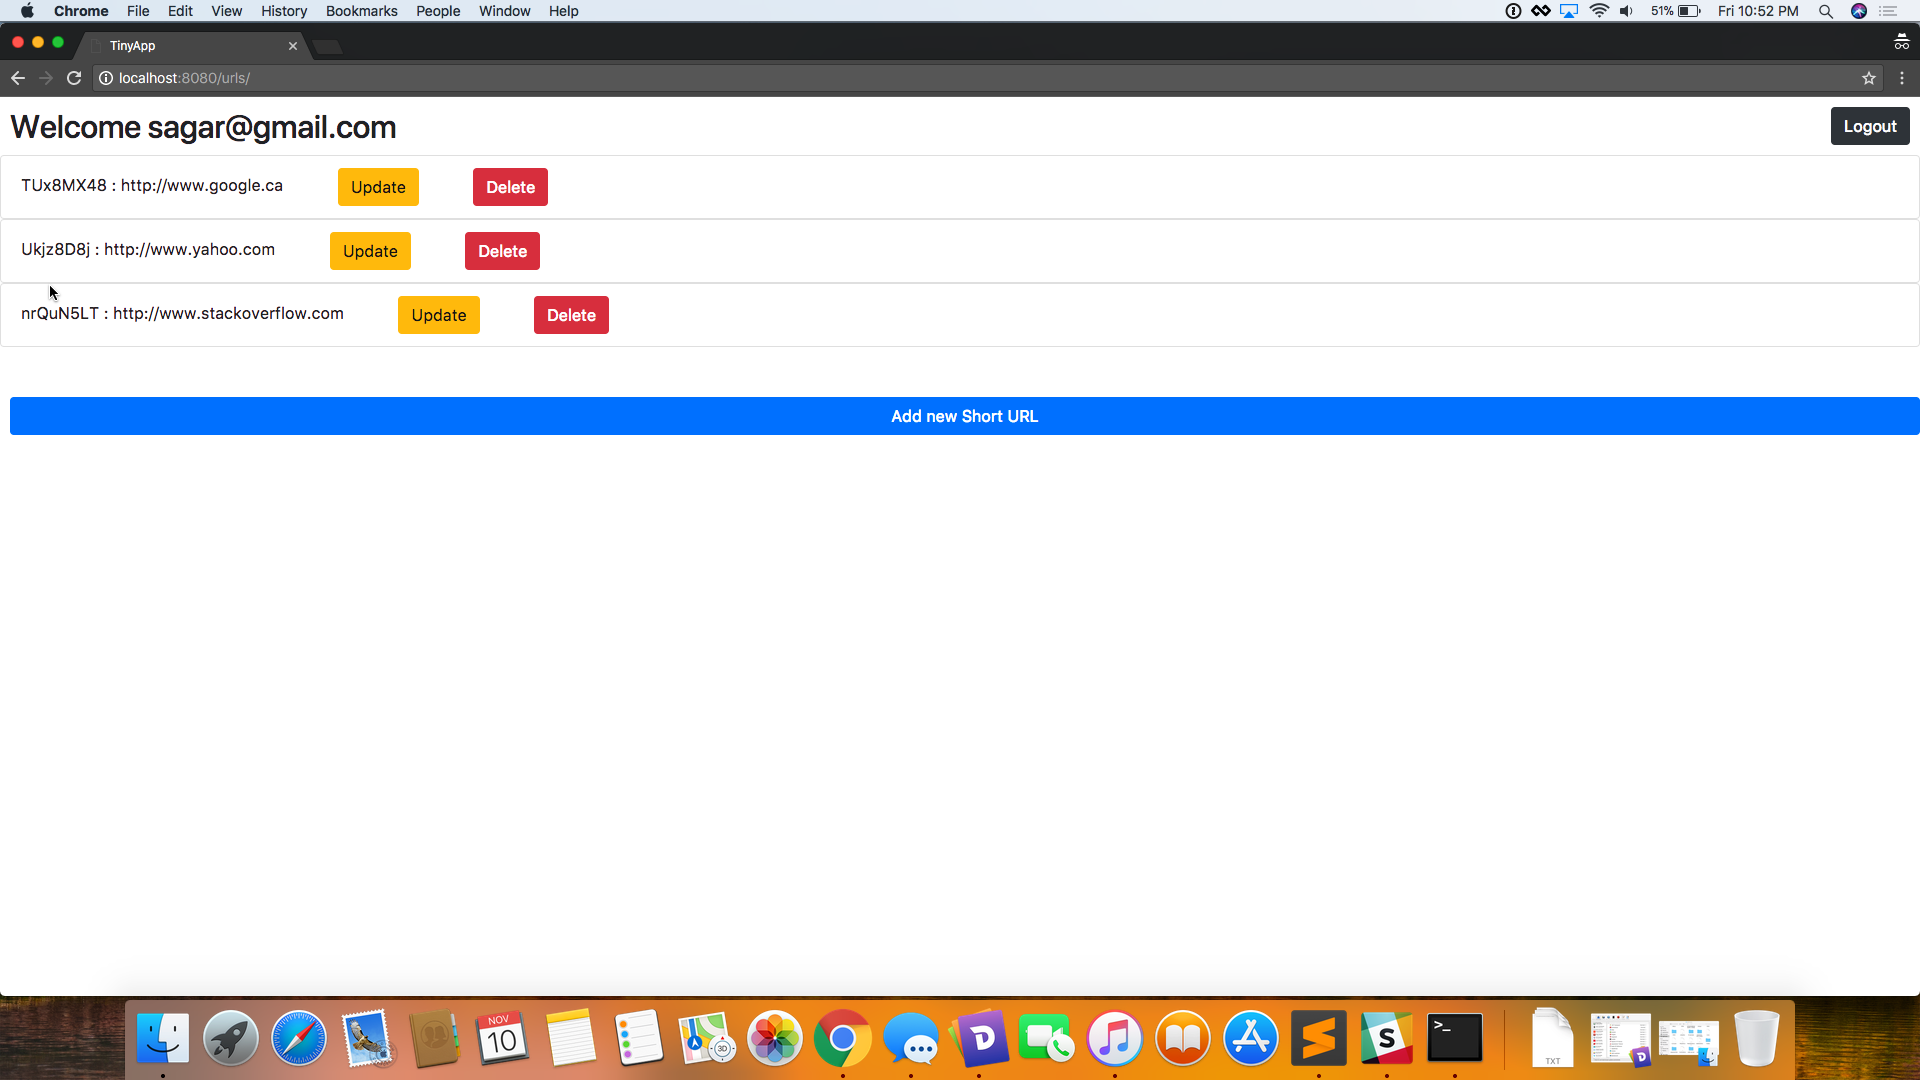 Chrome File Edit View History Bookmarks People Window Help 51% Fri 10:52 PM
TinyApp
localhost:8080/urls/
Welcome sagar@gmail.com Logout
TUx8MX48 : http://www.google.ca Update Delete
Ukjz8D8j : http://www.yahoo.com Update Delete
nrQuN5LT : http://www.stackoverflow.com Update Delete
Add new Short URL
NOV
10
3D
D
S
>_
TXT
D